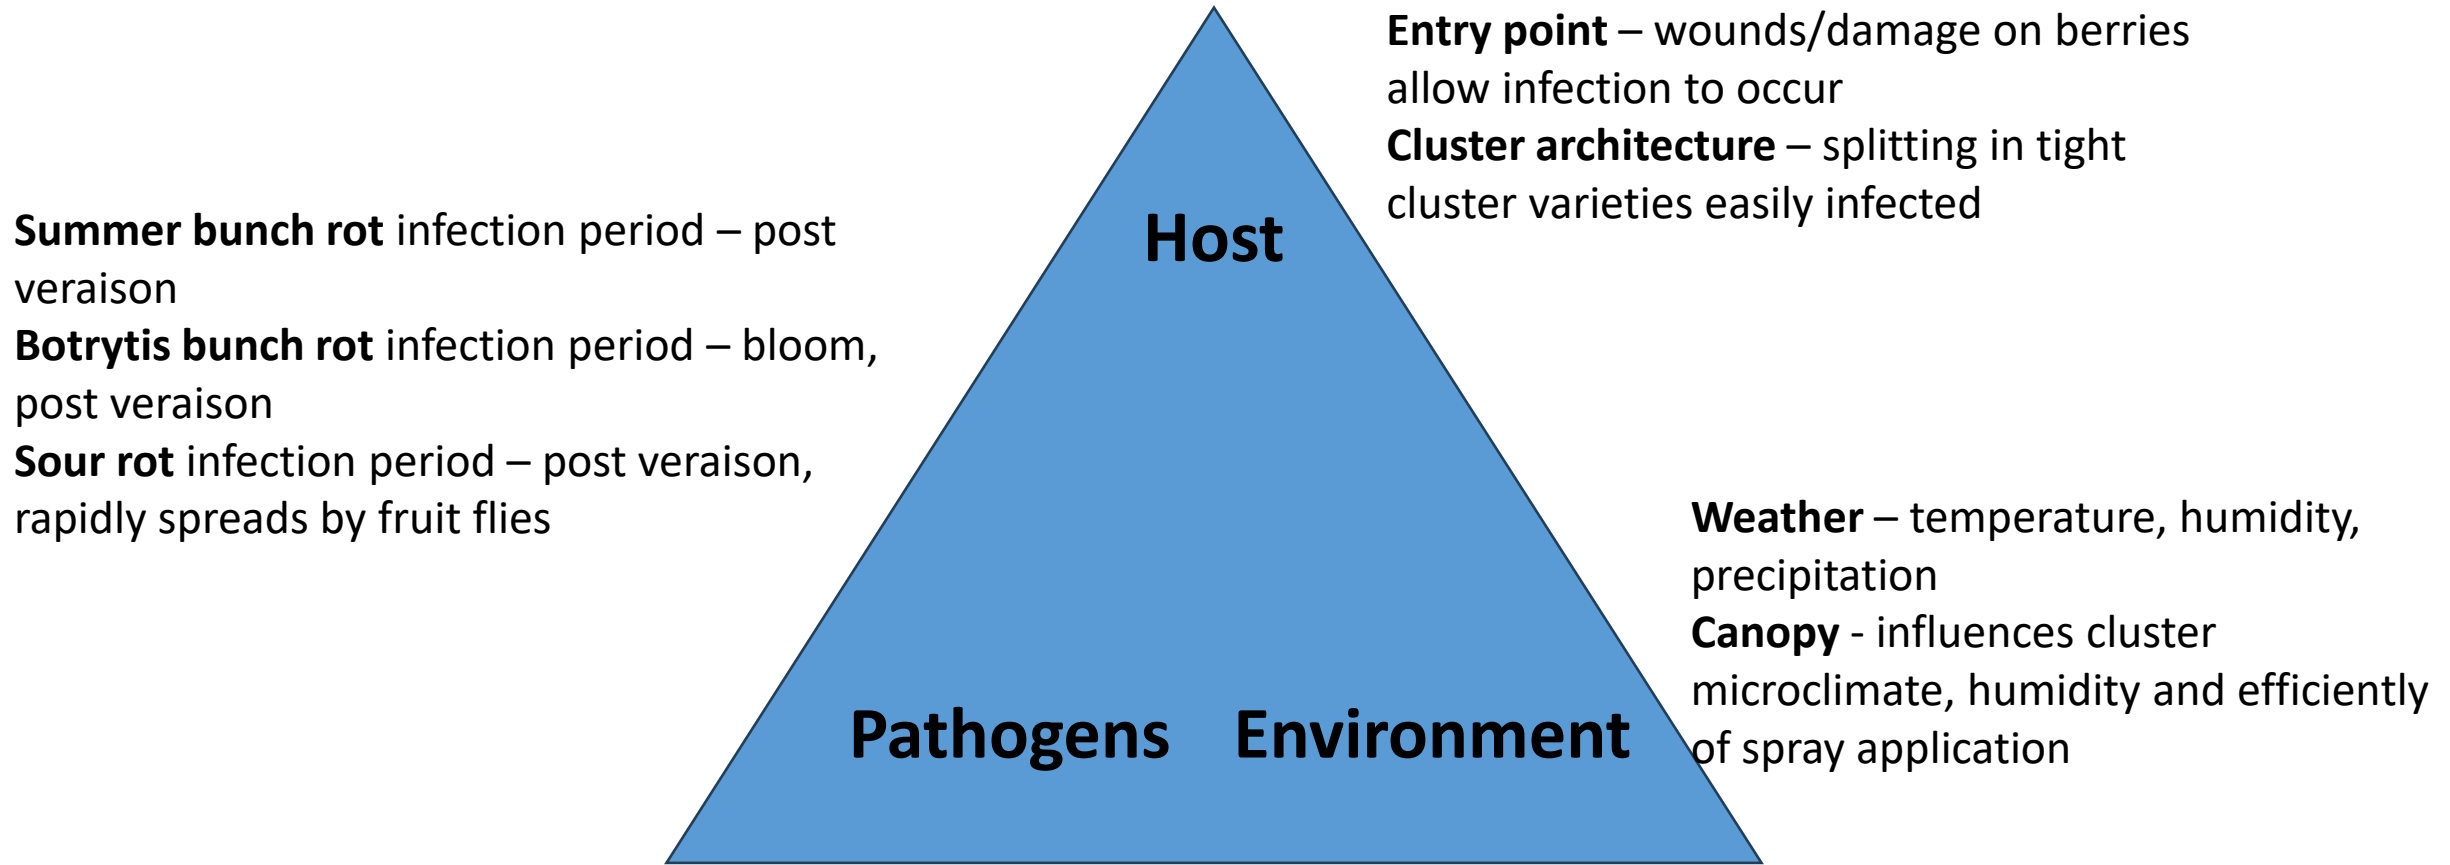 Entry point – wounds/damage on berries
allow infection to occur
Cluster architecture – splitting in tight
cluster varieties easily infected
Summer bunch rot infection period – post
veraison
Botrytis bunch rot infection period – bloom,
post veraison
Sour rot infection period – post veraison,
rapidly spreads by fruit flies
Host
Weather – temperature, humidity,
precipitation
Canopy - influences cluster
microclimate, humidity and efficiently
of spray application
Pathogens
Environment